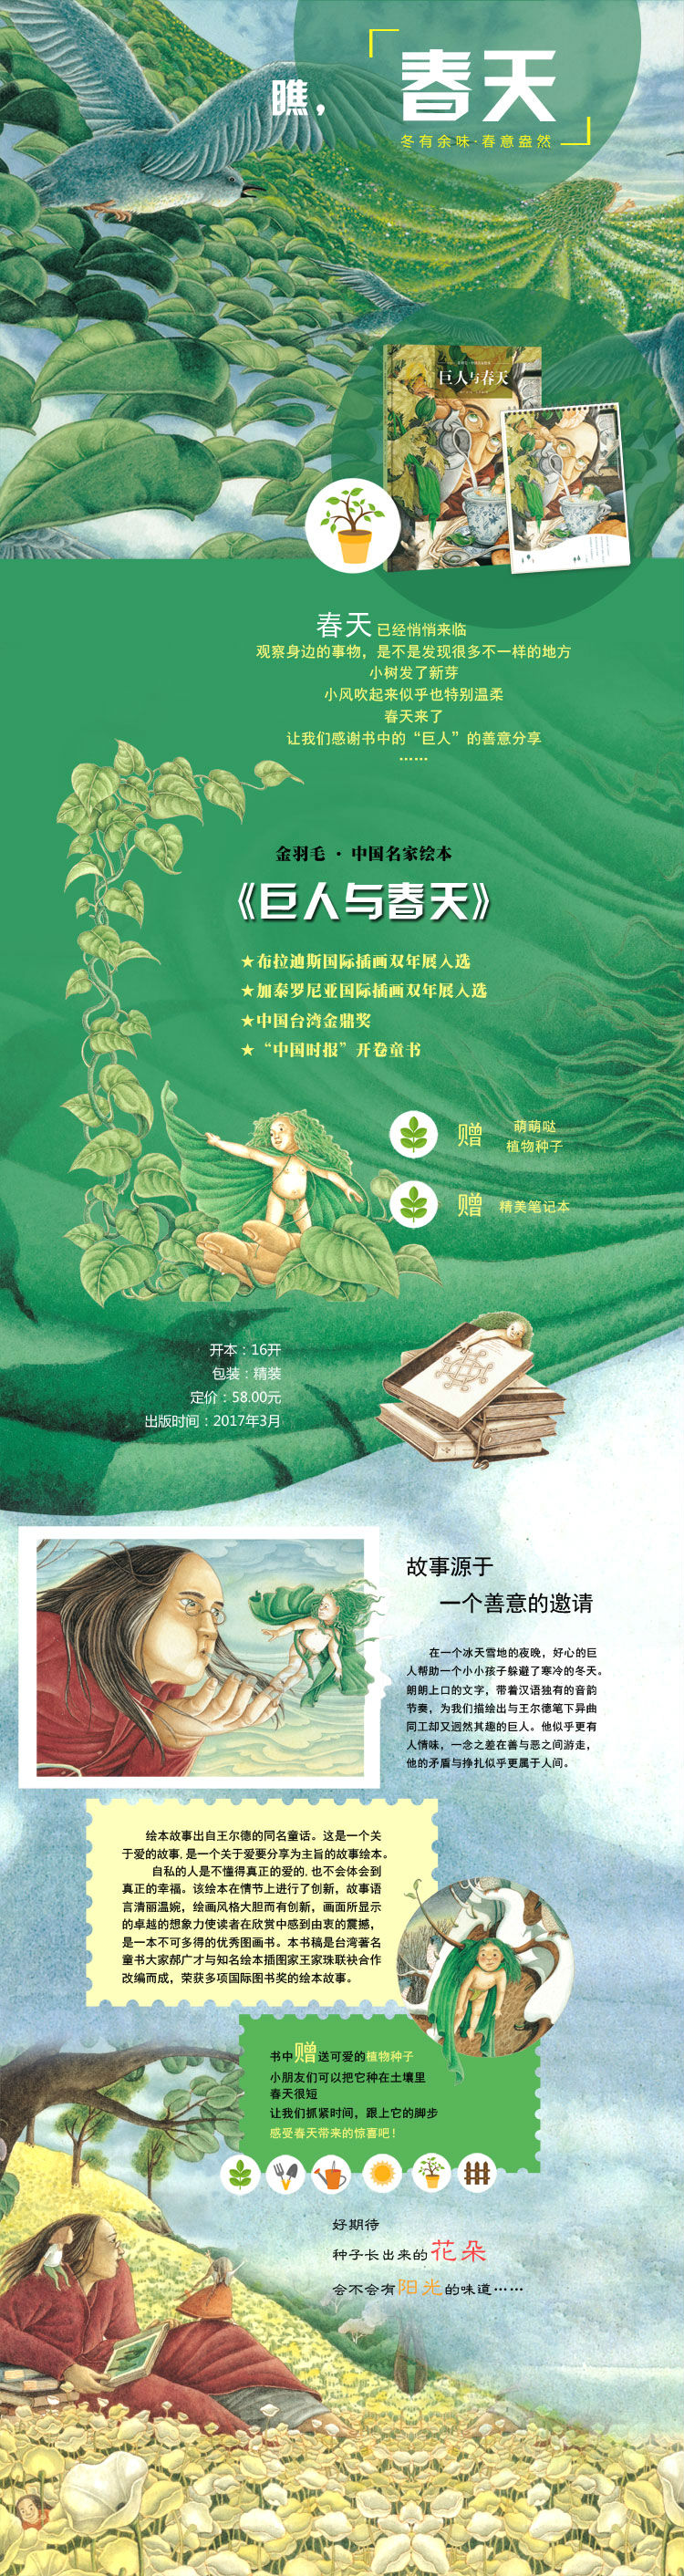 瞧，
春天
冬有余味·春意盎然
巨人与春天
春天已经悄悄来临
观察身边的事物，是不是发现很多不一样的地方
小树发了新芽
小风吹起来似乎也特别温柔
春天来了
让我们感谢书中的“巨人”的善意分享
……
金羽毛 · 中国名家绘本
《巨人与春天》
★布拉迪斯国际插画双年展入选
★加泰罗尼亚国际插画双年展入选
★中国台湾金鼎奖
★“中国时报”开卷童书
赠 萌萌哒
植物种子
赠 精美笔记本
开本：16开
包装：精装
定价：58.00元
出版时间：2017年3月
故事源于
一个善意的邀请
在一个冰天雪地的夜晚，好心的巨
人帮助一个小小孩子躲避了寒冷的冬天。
朗朗上口的文字，带着汉语独有的音韵
节奏，为我们描绘出与王尔德笔下异曲
同工却又迥然其趣的巨人。他似乎更有
人情味，一念之差在善与恶之间游走，
他的矛盾与挣扎似乎更属于人间。
绘本故事出自王尔德的同名童话。这是一个关
于爱的故事,是一个关于爱要分享为主旨的故事绘本。
自私的人是不懂得真正的爱的,也不会体会到
真正的幸福。该绘本在情节上进行了创新，故事语
言清丽温婉，绘画风格大胆而有创新，画面所显示
的卓越的想象力使读者在欣赏中感到由衷的震撼，
是一本不可多得的优秀图画书。本书稿是台湾著名
童书大家郝广才与知名绘本插图家王家珠联袂合作
改编而成，荣获多项国际图书奖的绘本故事。
书中赠送可爱的植物种子
小朋友们可以把它种在土壤里
春天很短
让我们抓紧时间，跟上它的脚步
感受春天带来的惊喜吧！
好期待
种子长出来的花朵
会不会有阳光的味道……